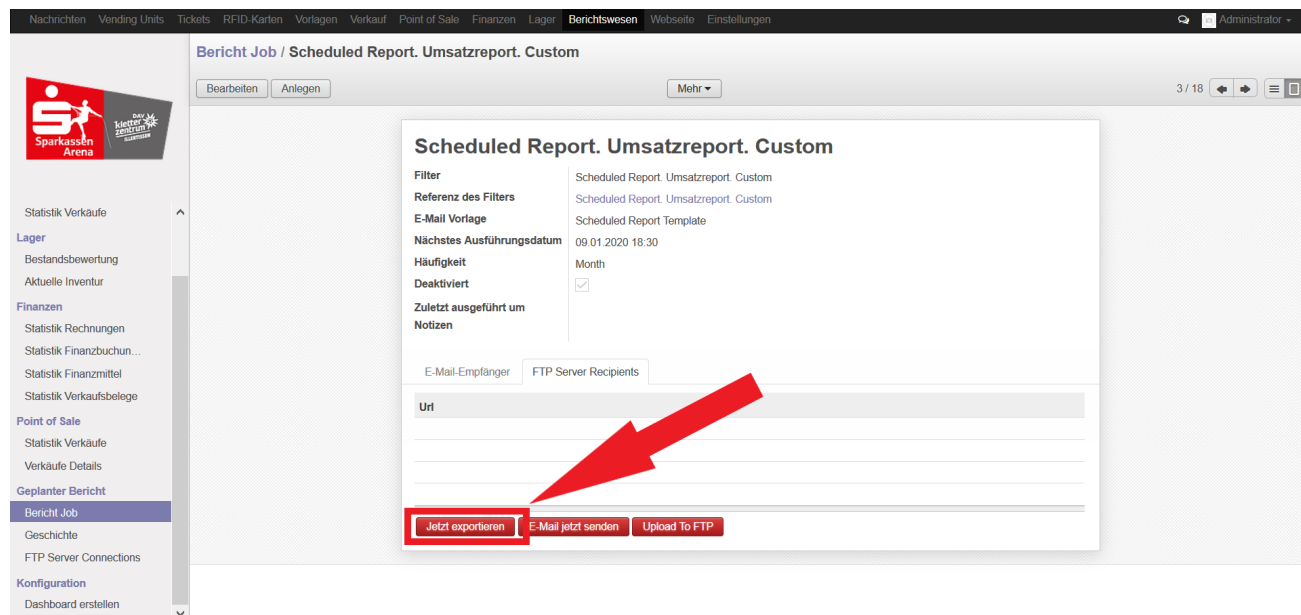 Nachrichten Vending Units Tickets RFID-Karten Vorlagen Verkauf Point of Sale Finanzen Lager Berichtswesen Webseite Einstellungen Administrator
Bericht Job / Scheduled Report. Umsatzreport. Custom
Bearbeiten Anlegen Mehr 3 / 18
DAV
kletter
zentrum
ILLERTISSEN
Sparkassen
Arena
Statistik Verkäufe
Lager
Bestandsbewertung
Aktuelle Inventur
Finanzen
Statistik Rechnungen
Statistik Finanzbuchun...
Statistik Finanzmittel
Statistik Verkaufsbelege
Point of Sale
Statistik Verkäufe
Verkäufe Details
Geplanter Bericht
Bericht Job
Geschichte
FTP Server Connections
Konfiguration
Dashboard erstellen
Scheduled Report. Umsatzreport. Custom
Filter Scheduled Report. Umsatzreport. Custom
Referenz des Filters Scheduled Report. Umsatzreport. Custom
E-Mail Vorlage Scheduled Report Template
Nächstes Ausführungsdatum 09.01.2020 18:30
Häufigkeit Month
Deaktiviert
Zuletzt ausgeführt um
Notizen
E-Mail-Empfänger FTP Server Recipients
Url
Jetzt exportieren E-Mail jetzt senden Upload To FTP